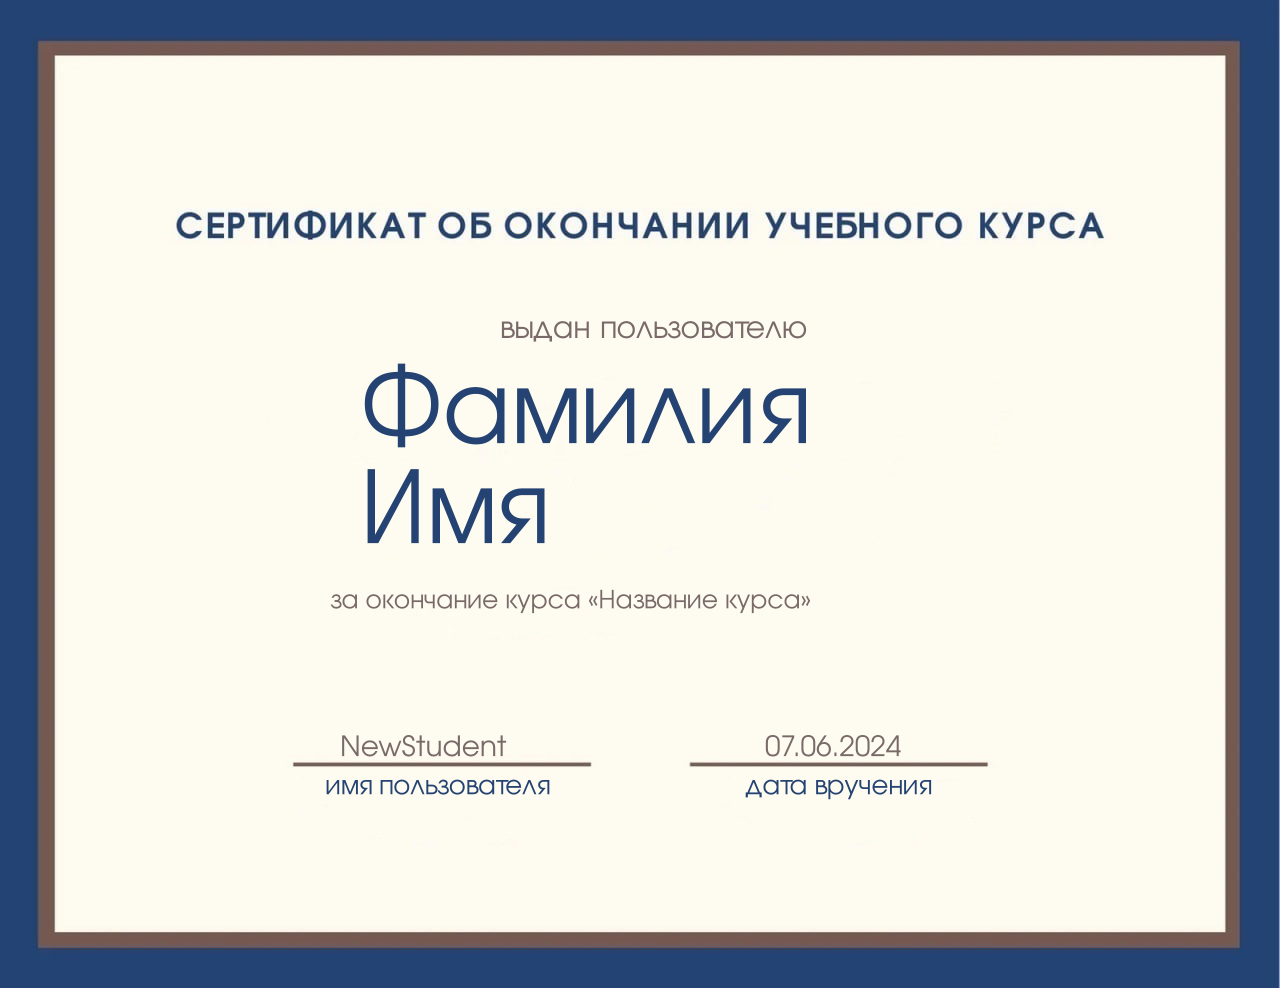 СЕРТИФИКАТ ОБ ОКОНЧАНИИ УЧЕБНОГО КУРСА
выдан пользователю
Фамилия
Имя
за окончание курса «Название курса»
NewStudent
имя пользователя
07.06.2024
дата вручения